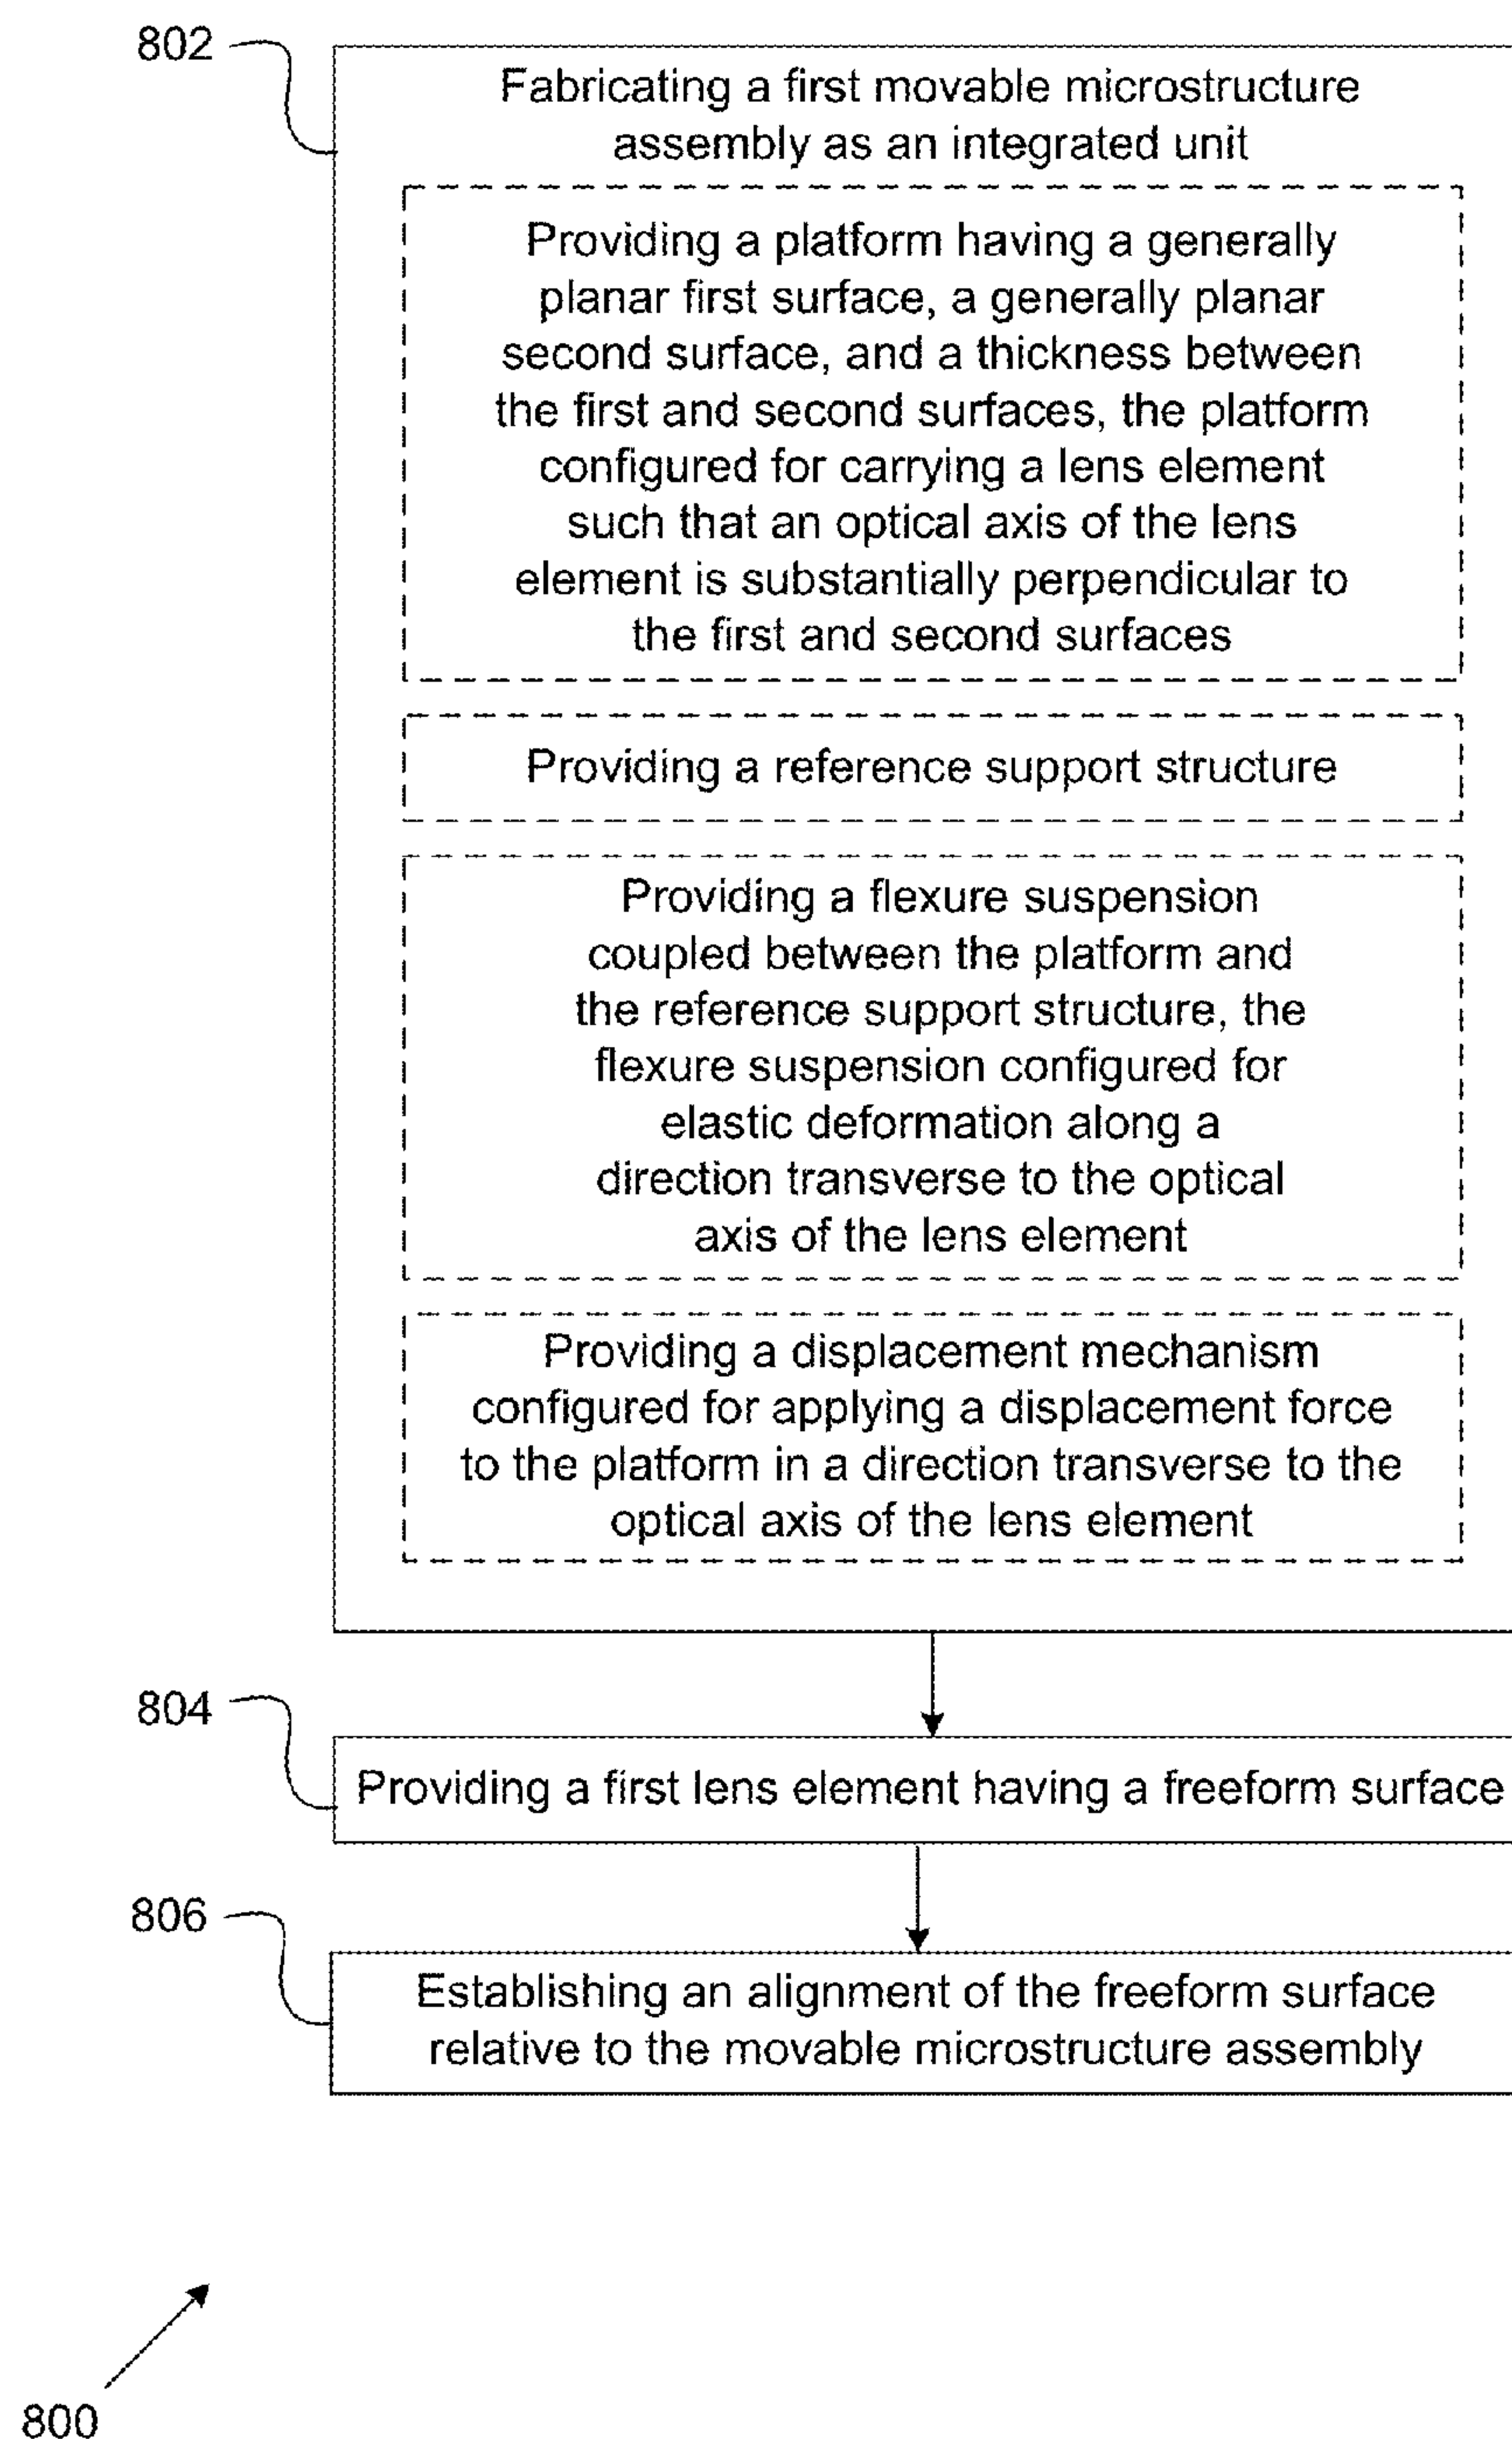 802
Fabricating a first movable microstructure
assembly as an integrated unit
Providing a platform having a generally
planar first surface, a generally planar
second surface, and a thickness between
the first and second surfaces, the platform
configured for carrying a lens element
such that an optical axis of the lens
element is substantially perpendicular to
the first and second surfaces
Providing a reference support structure
Providing a flexure suspension
coupled between the platform and
the reference support structure, the
flexure suspension configured for
elastic deformation along a
direction transverse to the optical
axis of the lens element
Providing a displacement mechanism
configured for applying a displacement force
to the platform in a direction transverse to the
optical axis of the lens element
804
Providing a first lens element having a freeform surface
806
Establishing an alignment of the freeform surface
relative to the movable microstructure assembly
800